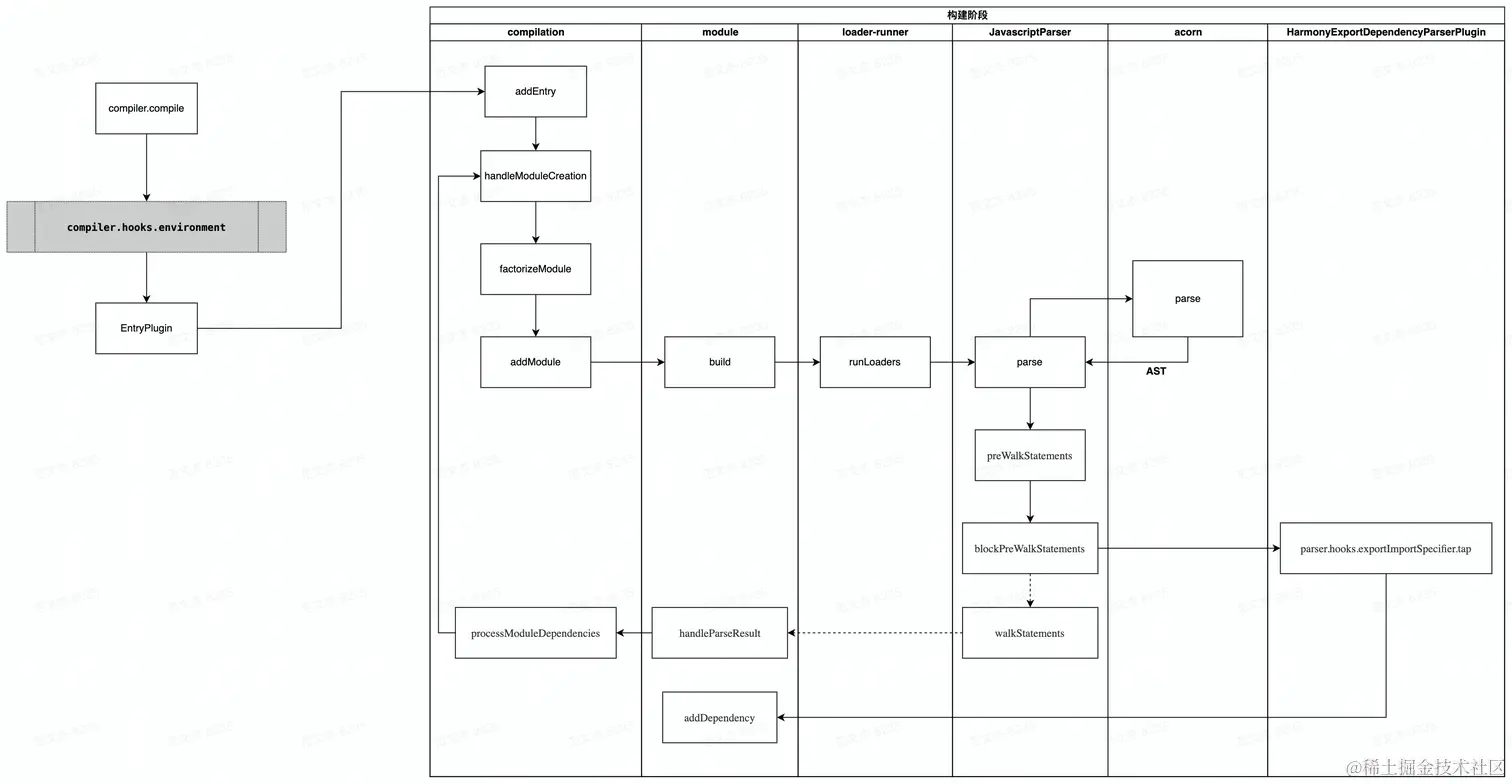 构建阶段
compilation
module
loader-runner
JavascriptParser
acorn
HarmonyExportDependencyParserPlugin
compiler.compile
compiler.hooks.environment
EntryPlugin
addEntry
handleModuleCreation
factorizeModule
addModule
build
runLoaders
parse
parse
AST
preWalkStatements
blockPreWalkStatements
parser.hooks.exportImportSpecifier.tap
walkStatements
handleParseResult
processModuleDependencies
addDependency
@稀土掘金技术社区